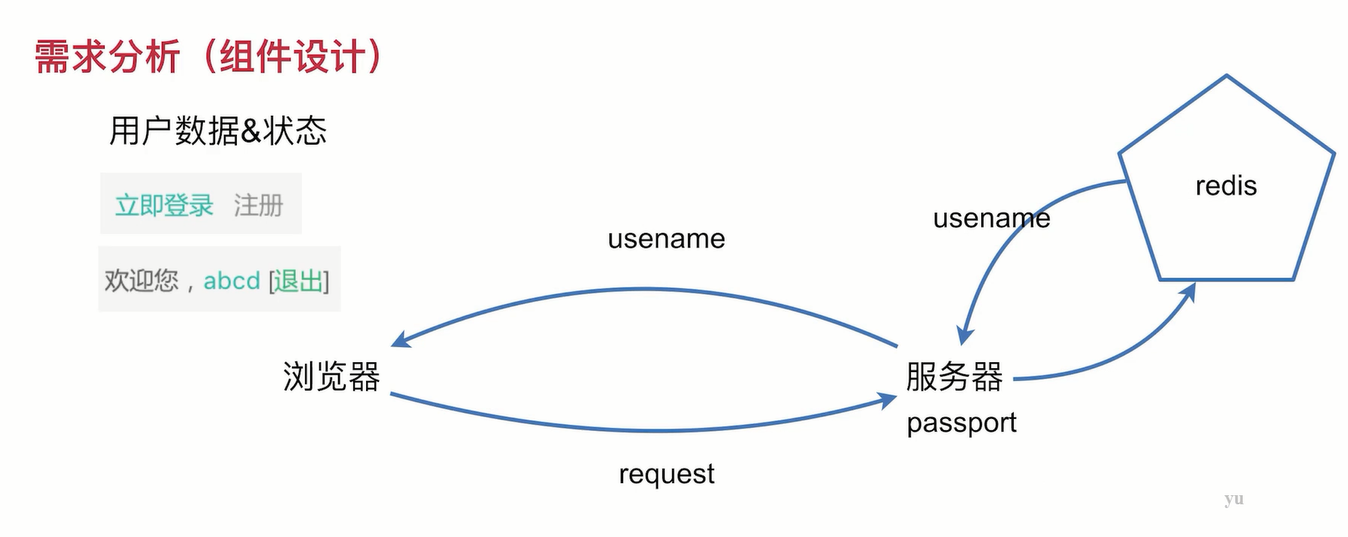 需求分析（组件设计）
用户数据&状态
立即登录 注册
欢迎您，abcd [退出]
usename
usename
redis
浏览器
服务器
passport
request
yu